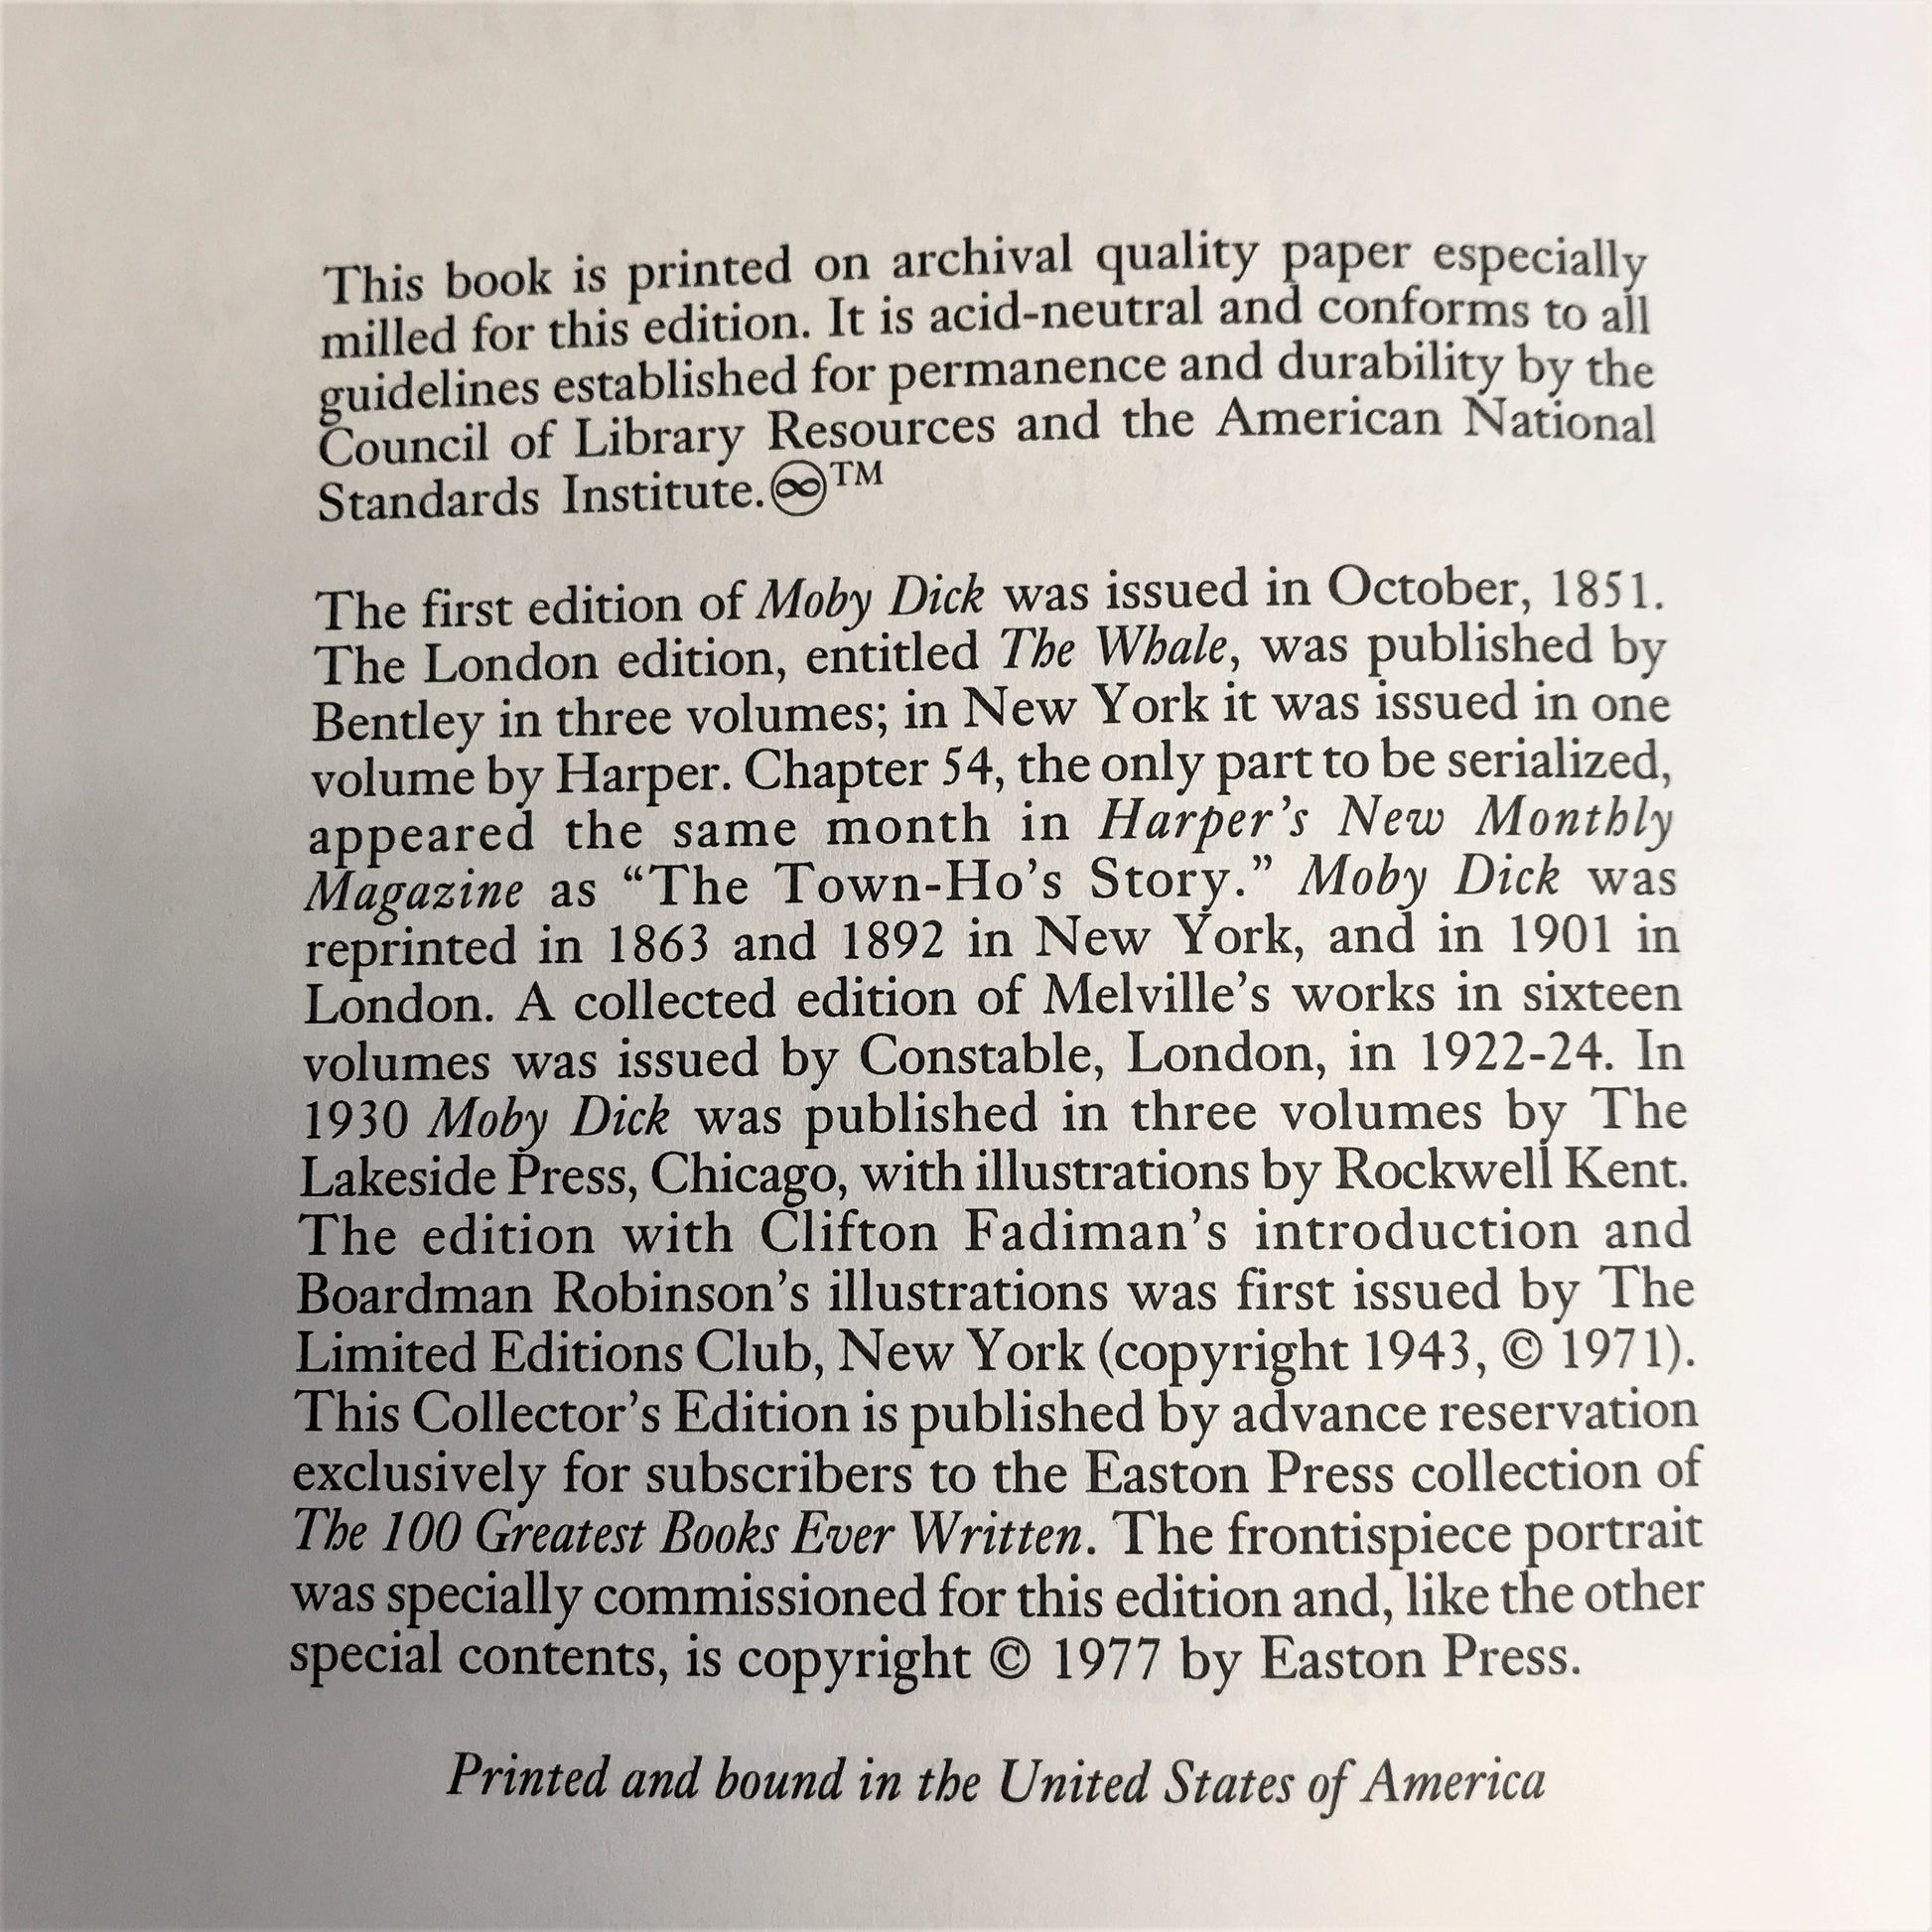 This book is printed on archival quality paper especially
milled for this edition. It is acid-neutral and conforms to all
guidelines established for permanence and durability by the
Council of Library Resources and the American National
Standards Institute.♾™
The first edition of Moby Dick was issued in October, 1851.
The London edition, entitled The Whale, was published by
Bentley in three volumes; in New York it was issued in one
volume by Harper. Chapter 54, the only part to be serialized,
appeared the same month in Harper’s New Monthly
Magazine as “The Town-Ho’s Story.” Moby Dick was
reprinted in 1863 and 1892 in New York, and in 1901 in
London. A collected edition of Melville’s works in sixteen
volumes was issued by Constable, London, in 1922-24. In
1930 Moby Dick was published in three volumes by The
Lakeside Press, Chicago, with illustrations by Rockwell Kent.
The edition with Clifton Fadiman’s introduction and
Boardman Robinson’s illustrations was first issued by The
Limited Editions Club, New York (copyright 1943, © 1971).
This Collector’s Edition is published by advance reservation
exclusively for subscribers to the Easton Press collection of
The 100 Greatest Books Ever Written. The frontispiece portrait
was specially commissioned for this edition and, like the other
special contents, is copyright © 1977 by Easton Press.
Printed and bound in the United States of America